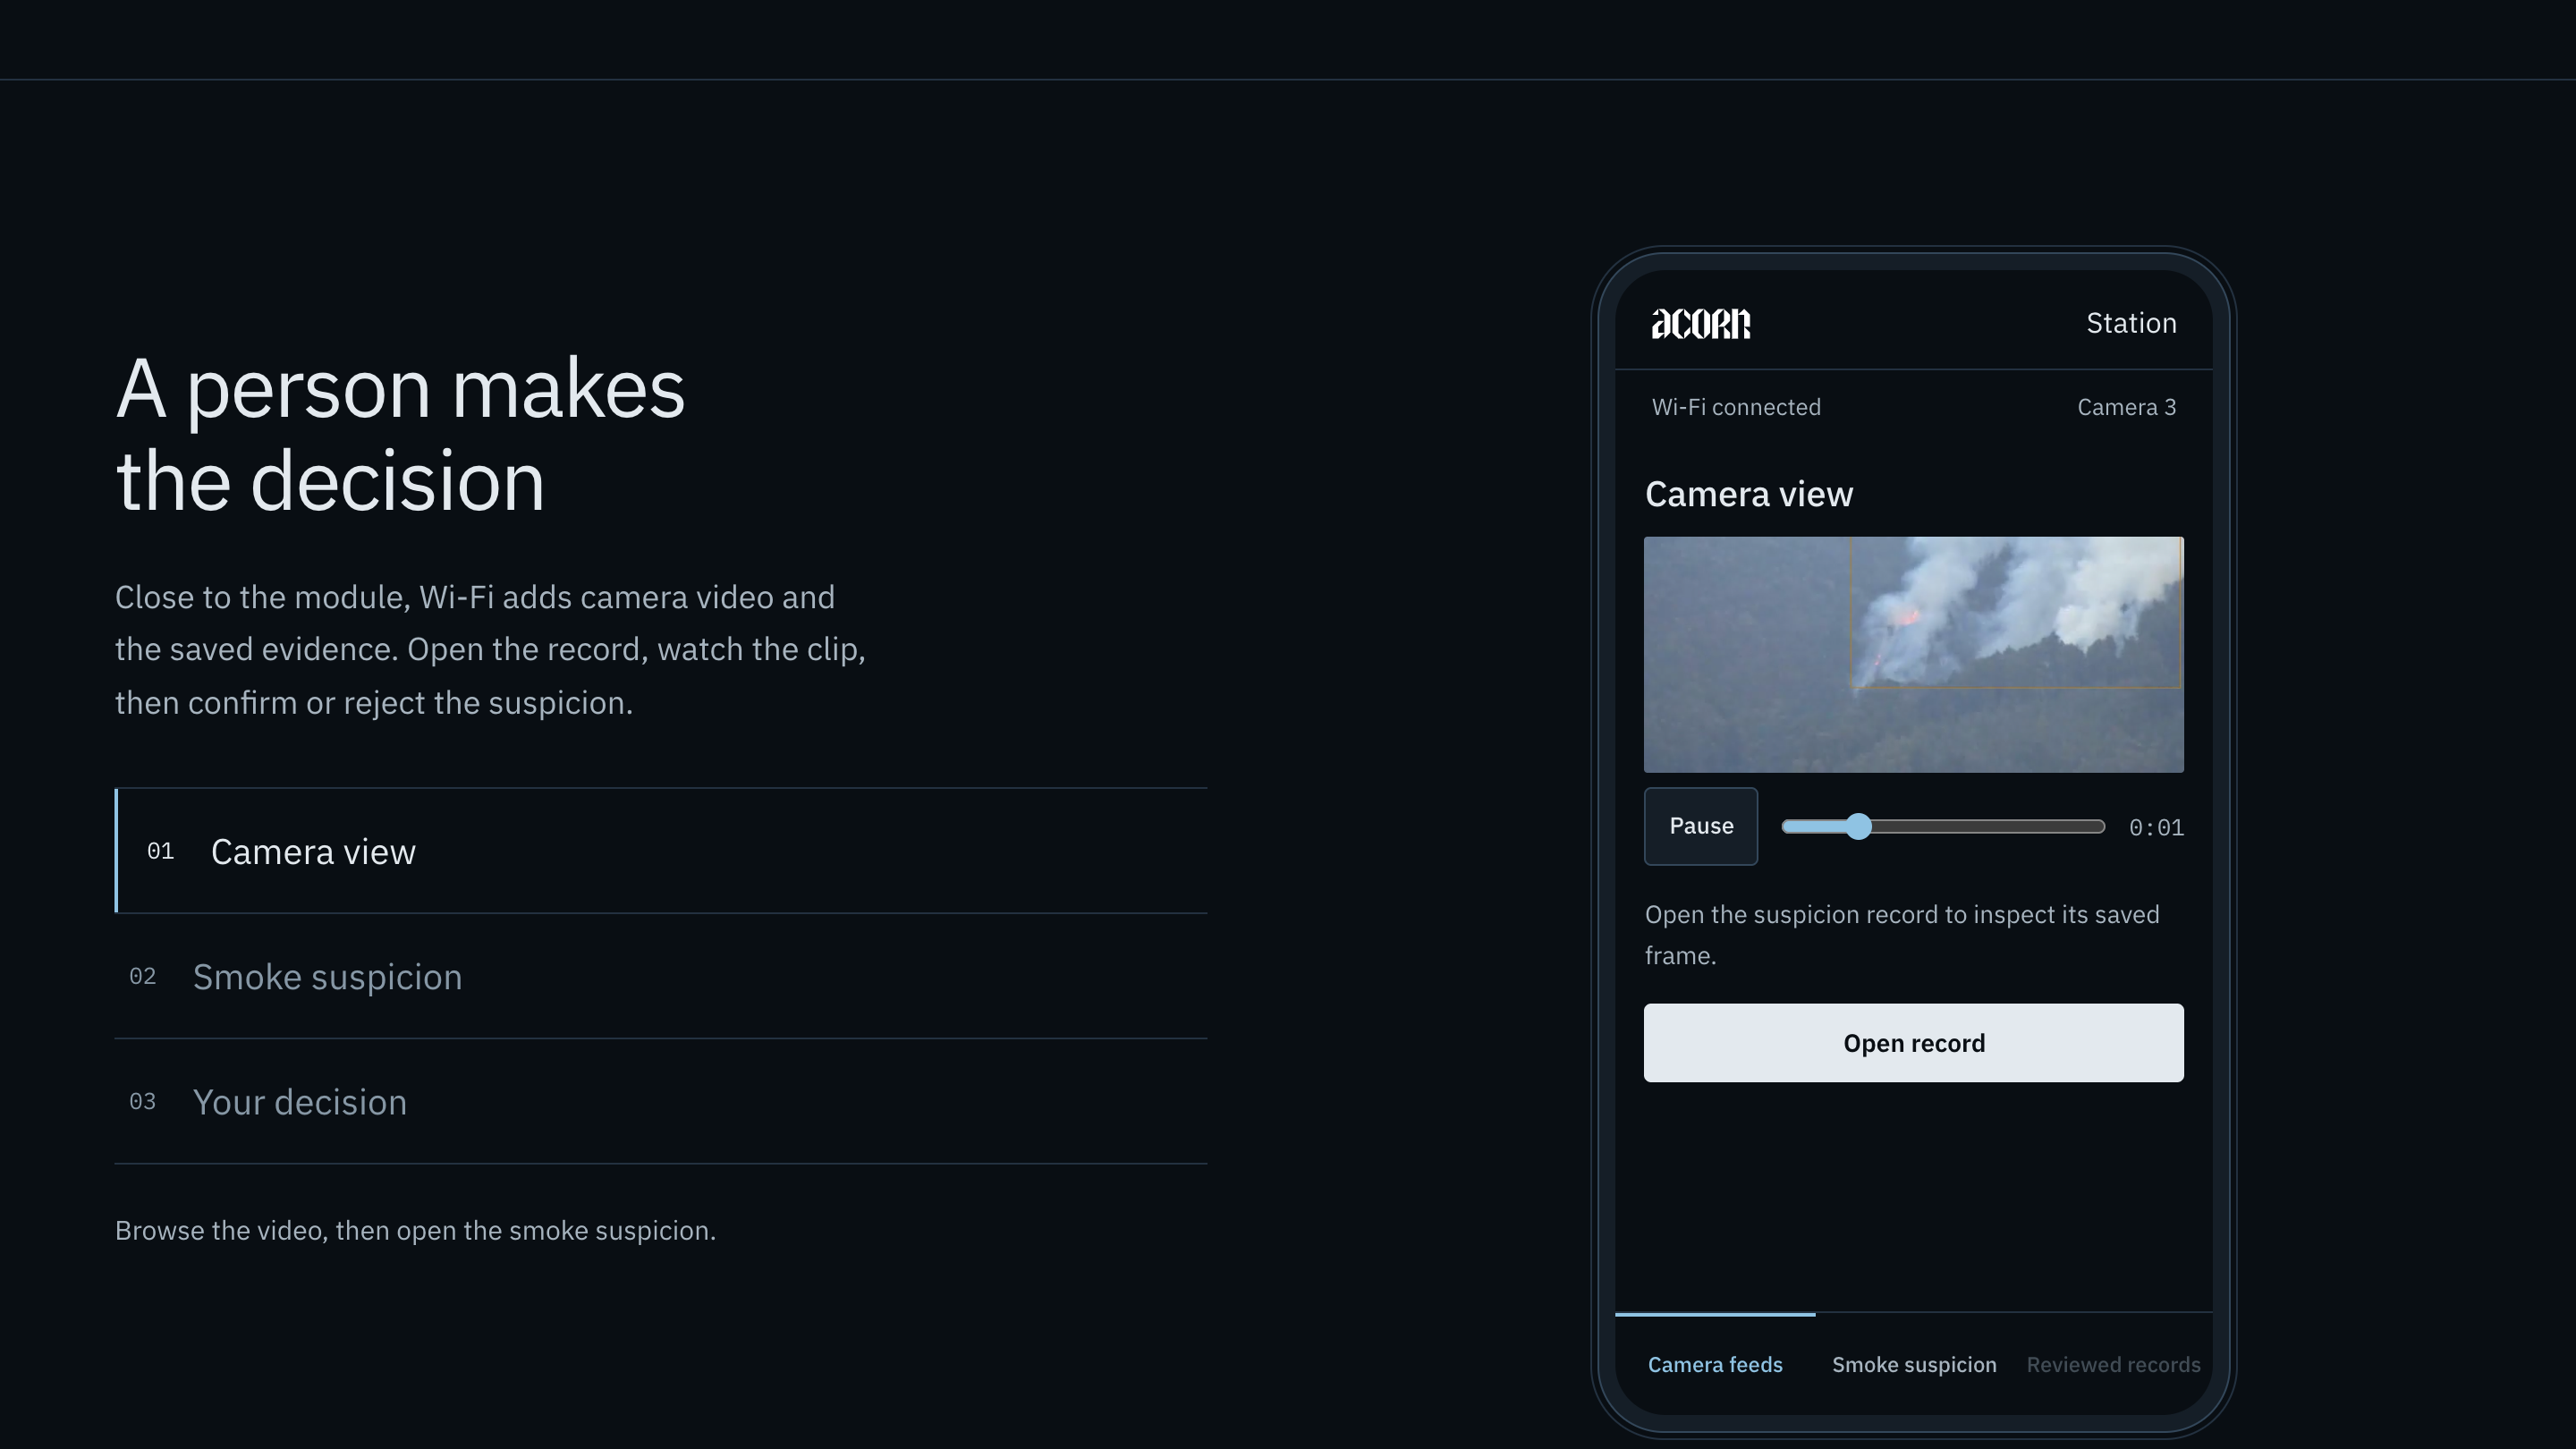 A person makes
the decision
Close to the module, Wi-Fi adds camera video and
the saved evidence. Open the record, watch the clip,
then confirm or reject the suspicion.
01 Camera view
02 Smoke suspicion
03 Your decision
Browse the video, then open the smoke suspicion.
acorn Station
Wi-Fi connected Camera 3
Camera view
Pause 0:01
Open the suspicion record to inspect its saved
frame.
Open record
Camera feeds Smoke suspicion Reviewed records